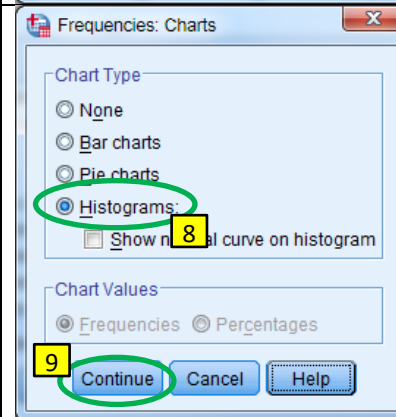 Frequencies: Charts
Chart Type
None
Bar charts
Pie charts
Histograms:
8
Show n al curve on histogram
Chart Values
Frequencies Percentages
9
Continue Cancel Help